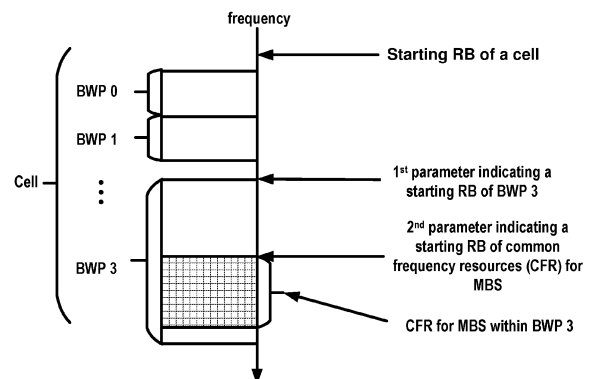 frequency
Starting RB of a cell
BWP 0
BWP 1
Cell
1st parameter indicating a
starting RB of BWP 3
2nd parameter indicating a
starting RB of common
frequency resources (CFR) for
MBS
BWP 3
CFR for MBS within BWP 3